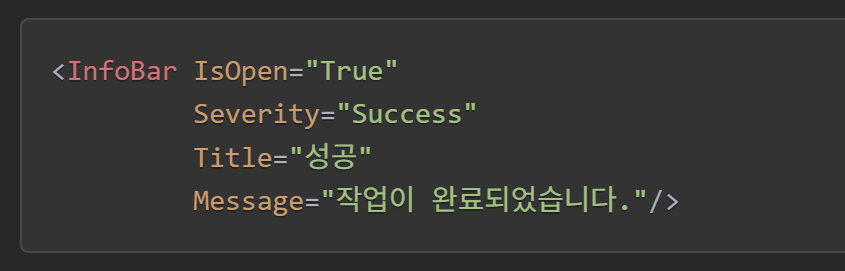 <InfoBar IsOpen="True"
Severity="Success"
Title="성공"
Message="작업이 완료되었습니다."/>